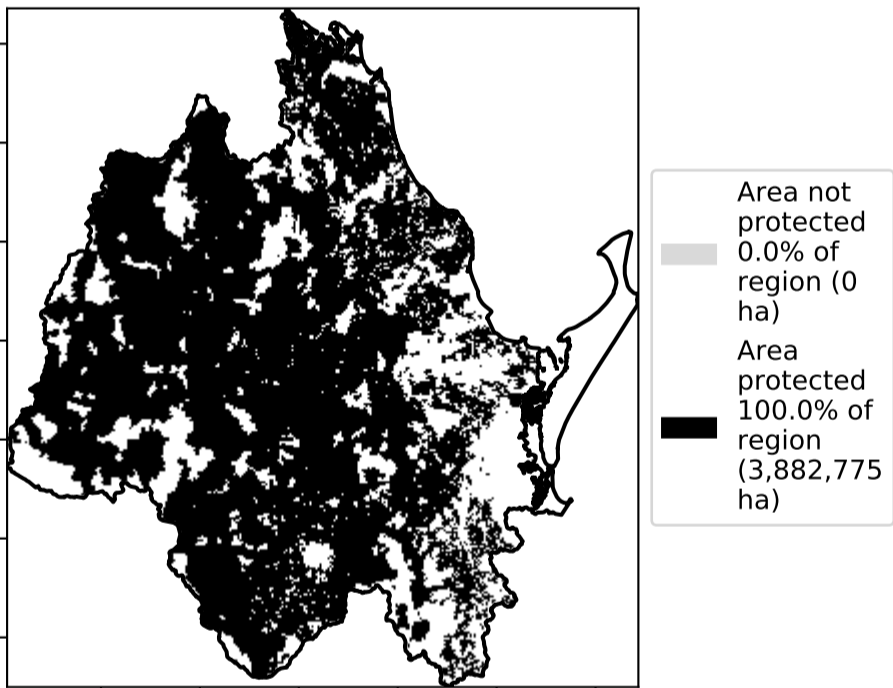 Area not
protected
0.0% of
region (0
ha)
Area
protected
100.0% of
region
(3,882,775
ha)